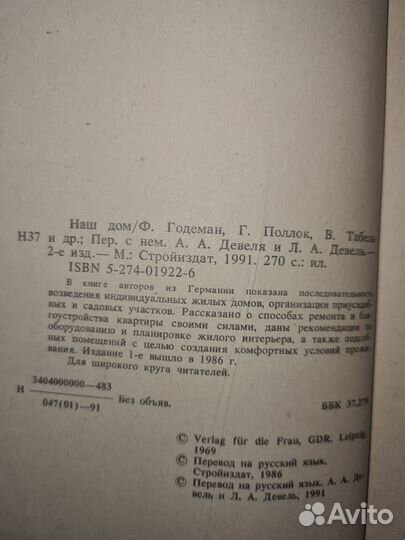 Наш дом/Ф. Годеман, Г. Поллок, В. Табель
Н37 и др.; Пер. с нем. А. А. Девеля и Л. А. Девель.—
2-е изд.— М.: Стройиздат, 1991. 270 с.: ил.
ISBN 5-274-01922-6
В книге авторов из Германии показана последовательность
возведения индивидуальных жилых домов, организации приусадеб-
ных и садовых участков. Рассказано о способах ремонта и бла-
гоустройства квартиры своими силами, даны рекомендации по
оборудованию и планировке жилого интерьера, а также подсоб-
ных помещений с целью создания комфортных условий прожи-
вания. Издание 1-е вышло в 1986 г.
Для широкого круга читателей.
3404000000—483
И Без объяв.
047(01)—91
ББК 37.279
© Verlag für die Frau, GDR, Leipzig,
1969
© Перевод на русский язык.
Стройиздат, 1986
© Перевод на русский язык. А. А. Де-
вель и Л. А. Девель, 1991
Avito